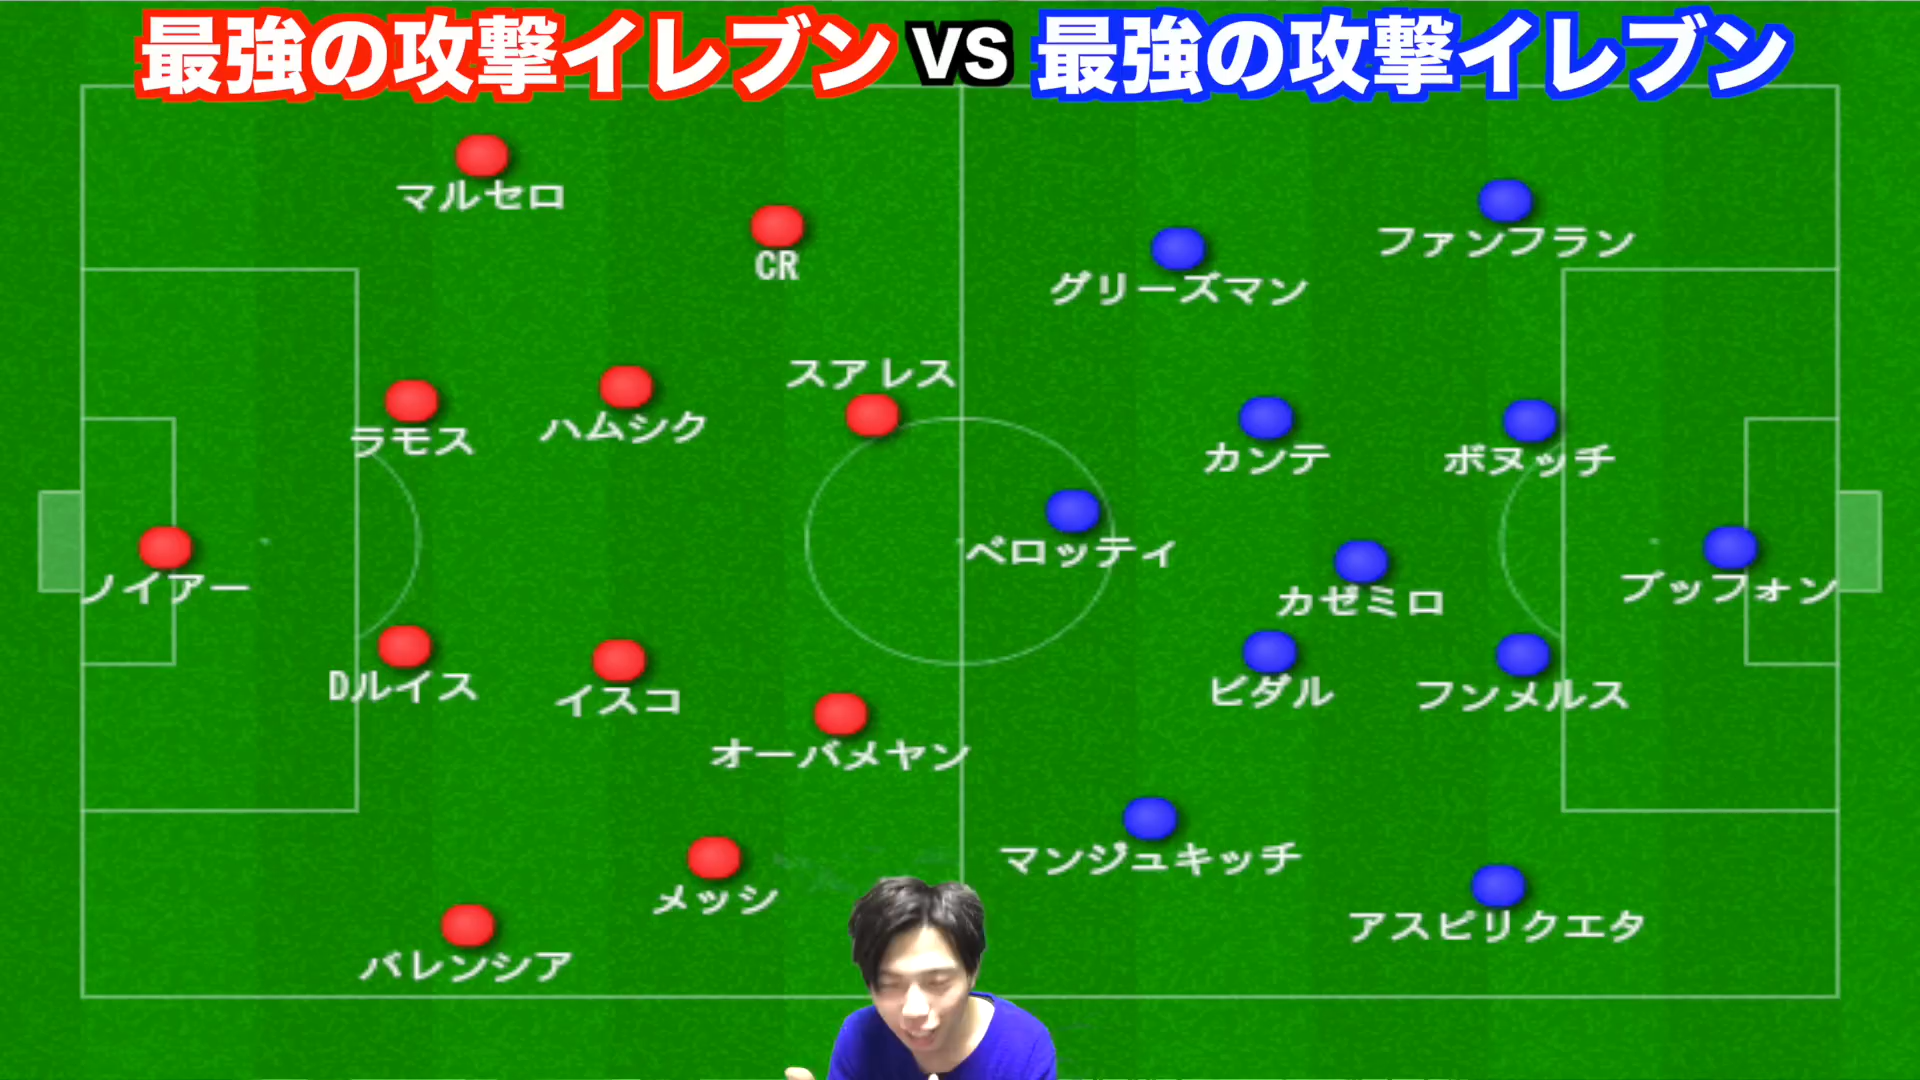 最強の攻撃イレブン VS 最強の攻撃イレブン
マルセロ
CR
ファンフラン
グリーズマン
スアレス
ラモス
ハムシク
カンテ
ボヌッチ
ベロッティ
ノイアー
カゼミロ
ブッフォン
Dルイス
イスコ
ビダル
フンメルス
オーバメヤン
マンジュキッチ
メッシ
アスピリクエタ
バレンシア